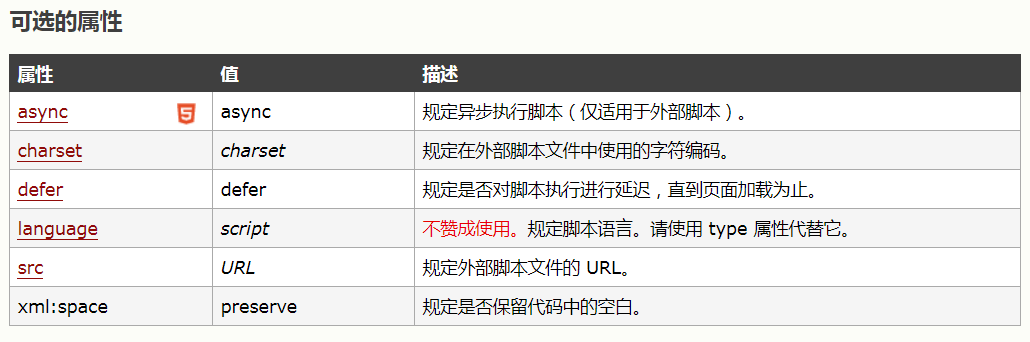 可选的属性
属性 值 描述
async 5 async 规定异步执行脚本（仅适用于外部脚本）。
charset charset 规定在外部脚本文件中使用的字符编码。
defer defer 规定是否对脚本执行进行延迟，直到页面加载为止。
language script 不赞成使用。规定脚本语言。请使用 type 属性代替它。
src URL 规定外部脚本文件的 URL。
xml:space preserve 规定是否保留代码中的空白。